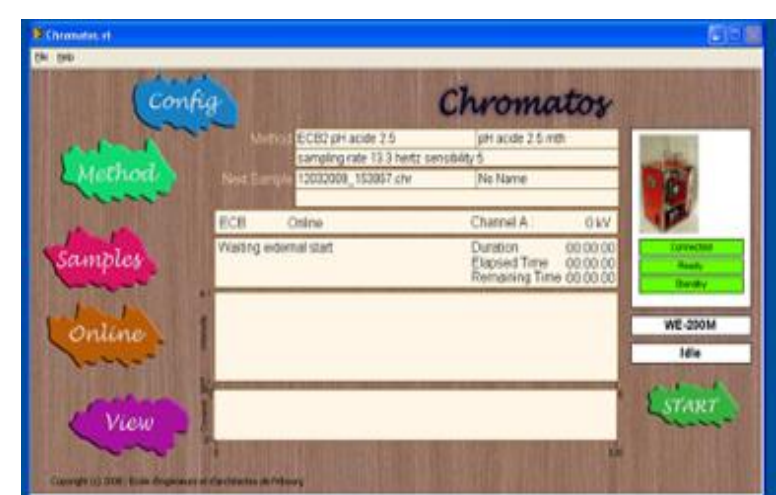 Chromatos.vi
File Help
Config
Chromatos
Method
Method ECB2 pH acide 2.5 pH acide 2.5.mth
sampling rate 13.3 hertz sensibility 5
Next Sample 12032009_153957.chr No Name
ECB Online Channel A : 0 kV
Samples
Waiting external start
Duration 00:00:00
Elapsed Time 00:00:00
Remaining Time 00:00:00
Connected
Ready
Standby
Online
WE-200M
Idle
View
START
Copyright (c) 2008 : Ecole d'ingénieurs et d'architectes de Fribourg